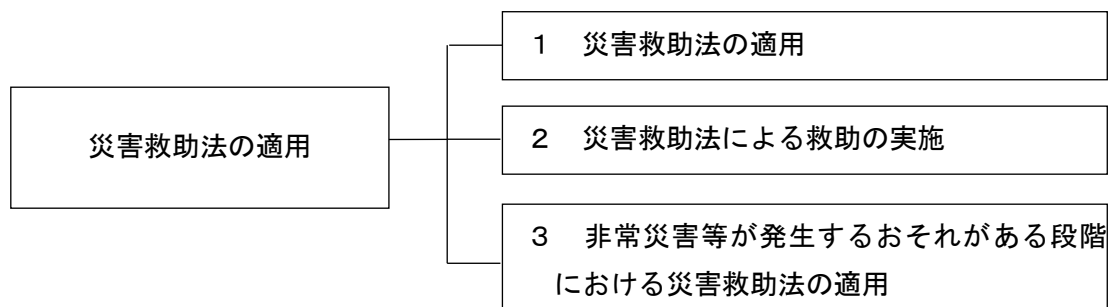 災害救助法の適用
１　災害救助法の適用
２　災害救助法による救助の実施
３　非常災害等が発生するおそれがある段階
における災害救助法の適用